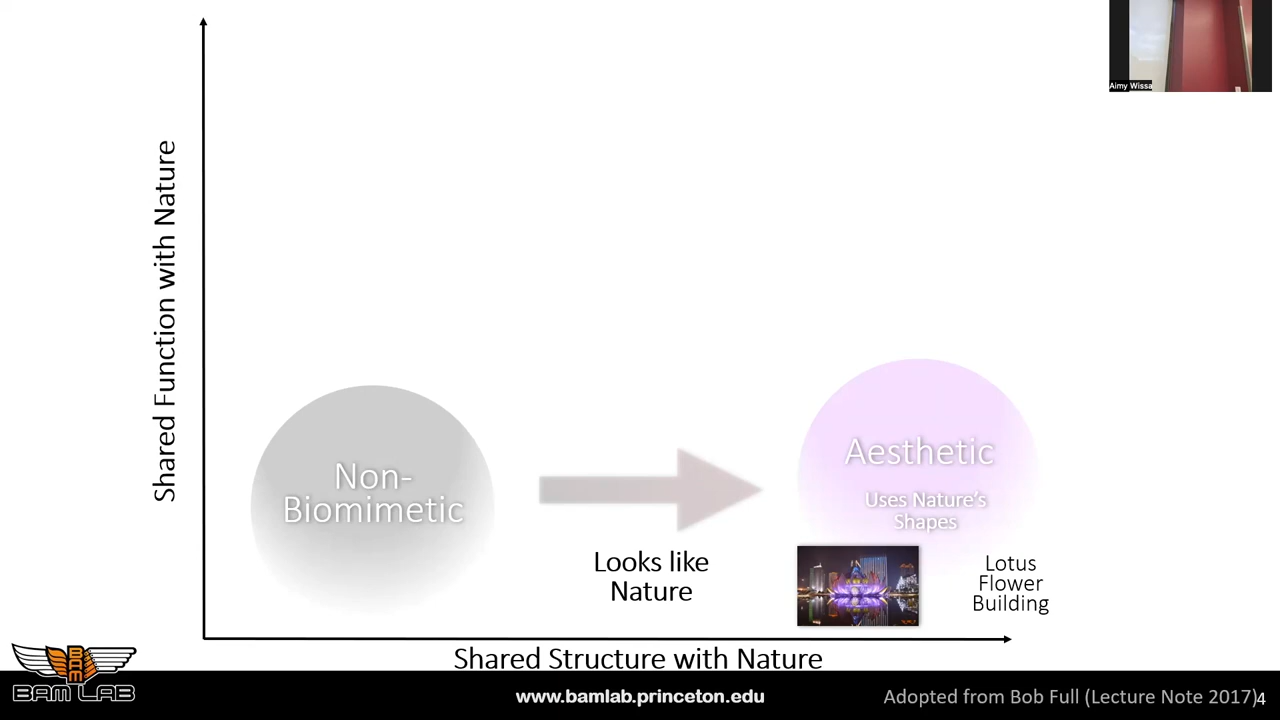 Aimy Wissa
Shared Function with Nature
Non-
Biomimetic
Looks like
Nature
Aesthetic
Uses Nature's
Shapes
Lotus
Flower
Building
Shared Structure with Nature
BAM
BAM LAB
www.bamlab.princeton.edu
Adopted from Bob Full (Lecture Note 2017)
4